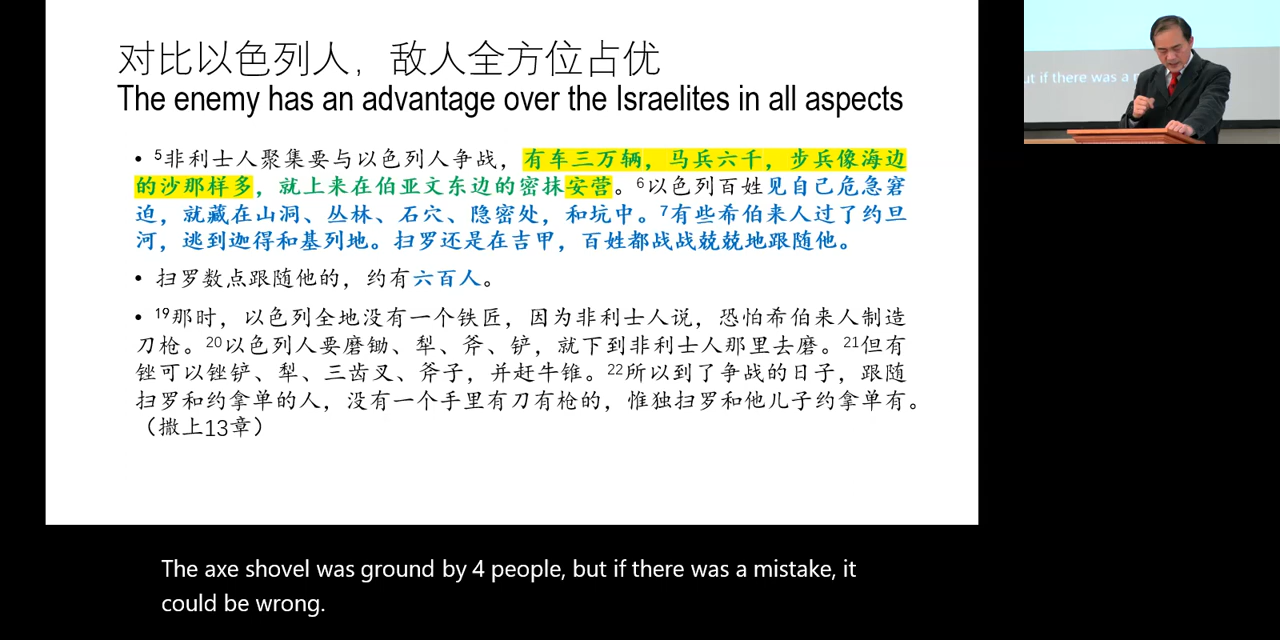 对比以色列人，敌人全方位占优
The enemy has an advantage over the Israelites in all aspects
• ⁵非利士人聚集要与以色列人争战，有车三万辆，马兵六千，步兵像海边
的沙那样多，就上来在伯亚文东边的密抹安营。⁶以色列百姓见自己危急窘
迫，就藏在山洞、丛林、石穴、隐密处，和坑中。⁷有些希伯来人过了约旦
河，逃到迦得和基列地。扫罗还是在吉甲，百姓都战战兢兢地跟随他。
• 扫罗数点跟随他的，约有六百人。
• ¹⁹那时，以色列全地没有一个铁匠，因为非利士人说，恐怕希伯来人制造
刀枪。²⁰以色列人要磨锄、犁、斧、铲，就下到非利士人那里去磨。²¹但有
锉可以锉铲、犁、三齿叉、斧子，并赶牛锥。²²所以到了争战的日子，跟随
扫罗和约拿单的人，没有一个手里有刀有枪的，惟独扫罗和他儿子约拿单有。
（撒上13章）
ut if there was a m
The axe shovel was ground by 4 people, but if there was a mistake, it
could be wrong.